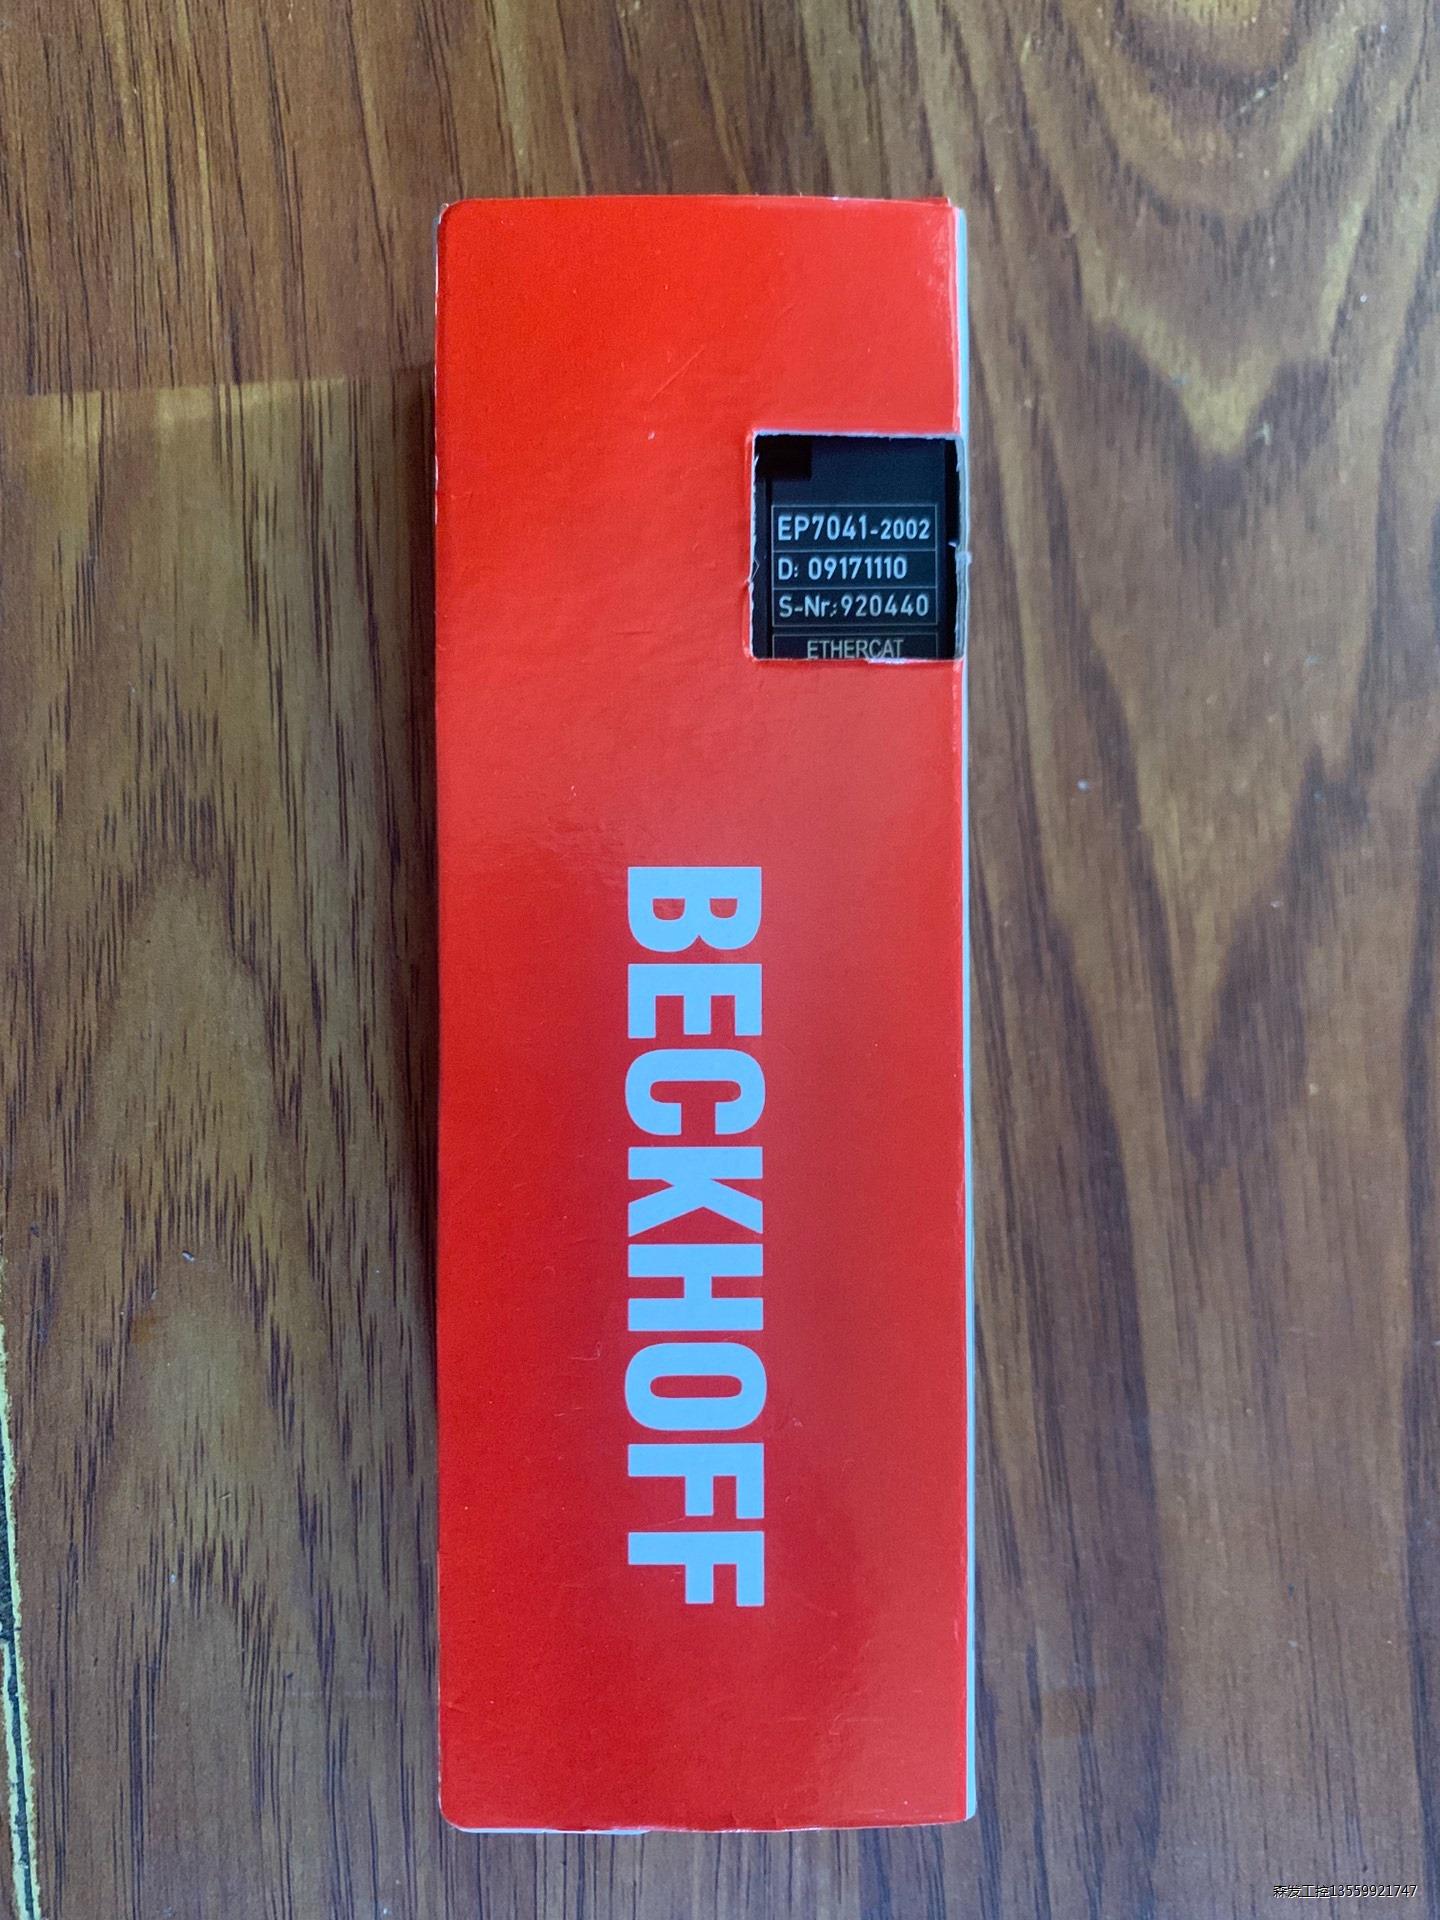 EP7041-2002
D: 09171110
S-Nr.:920440
ETHERCAT
BECKHOFF
森发工控13559921747